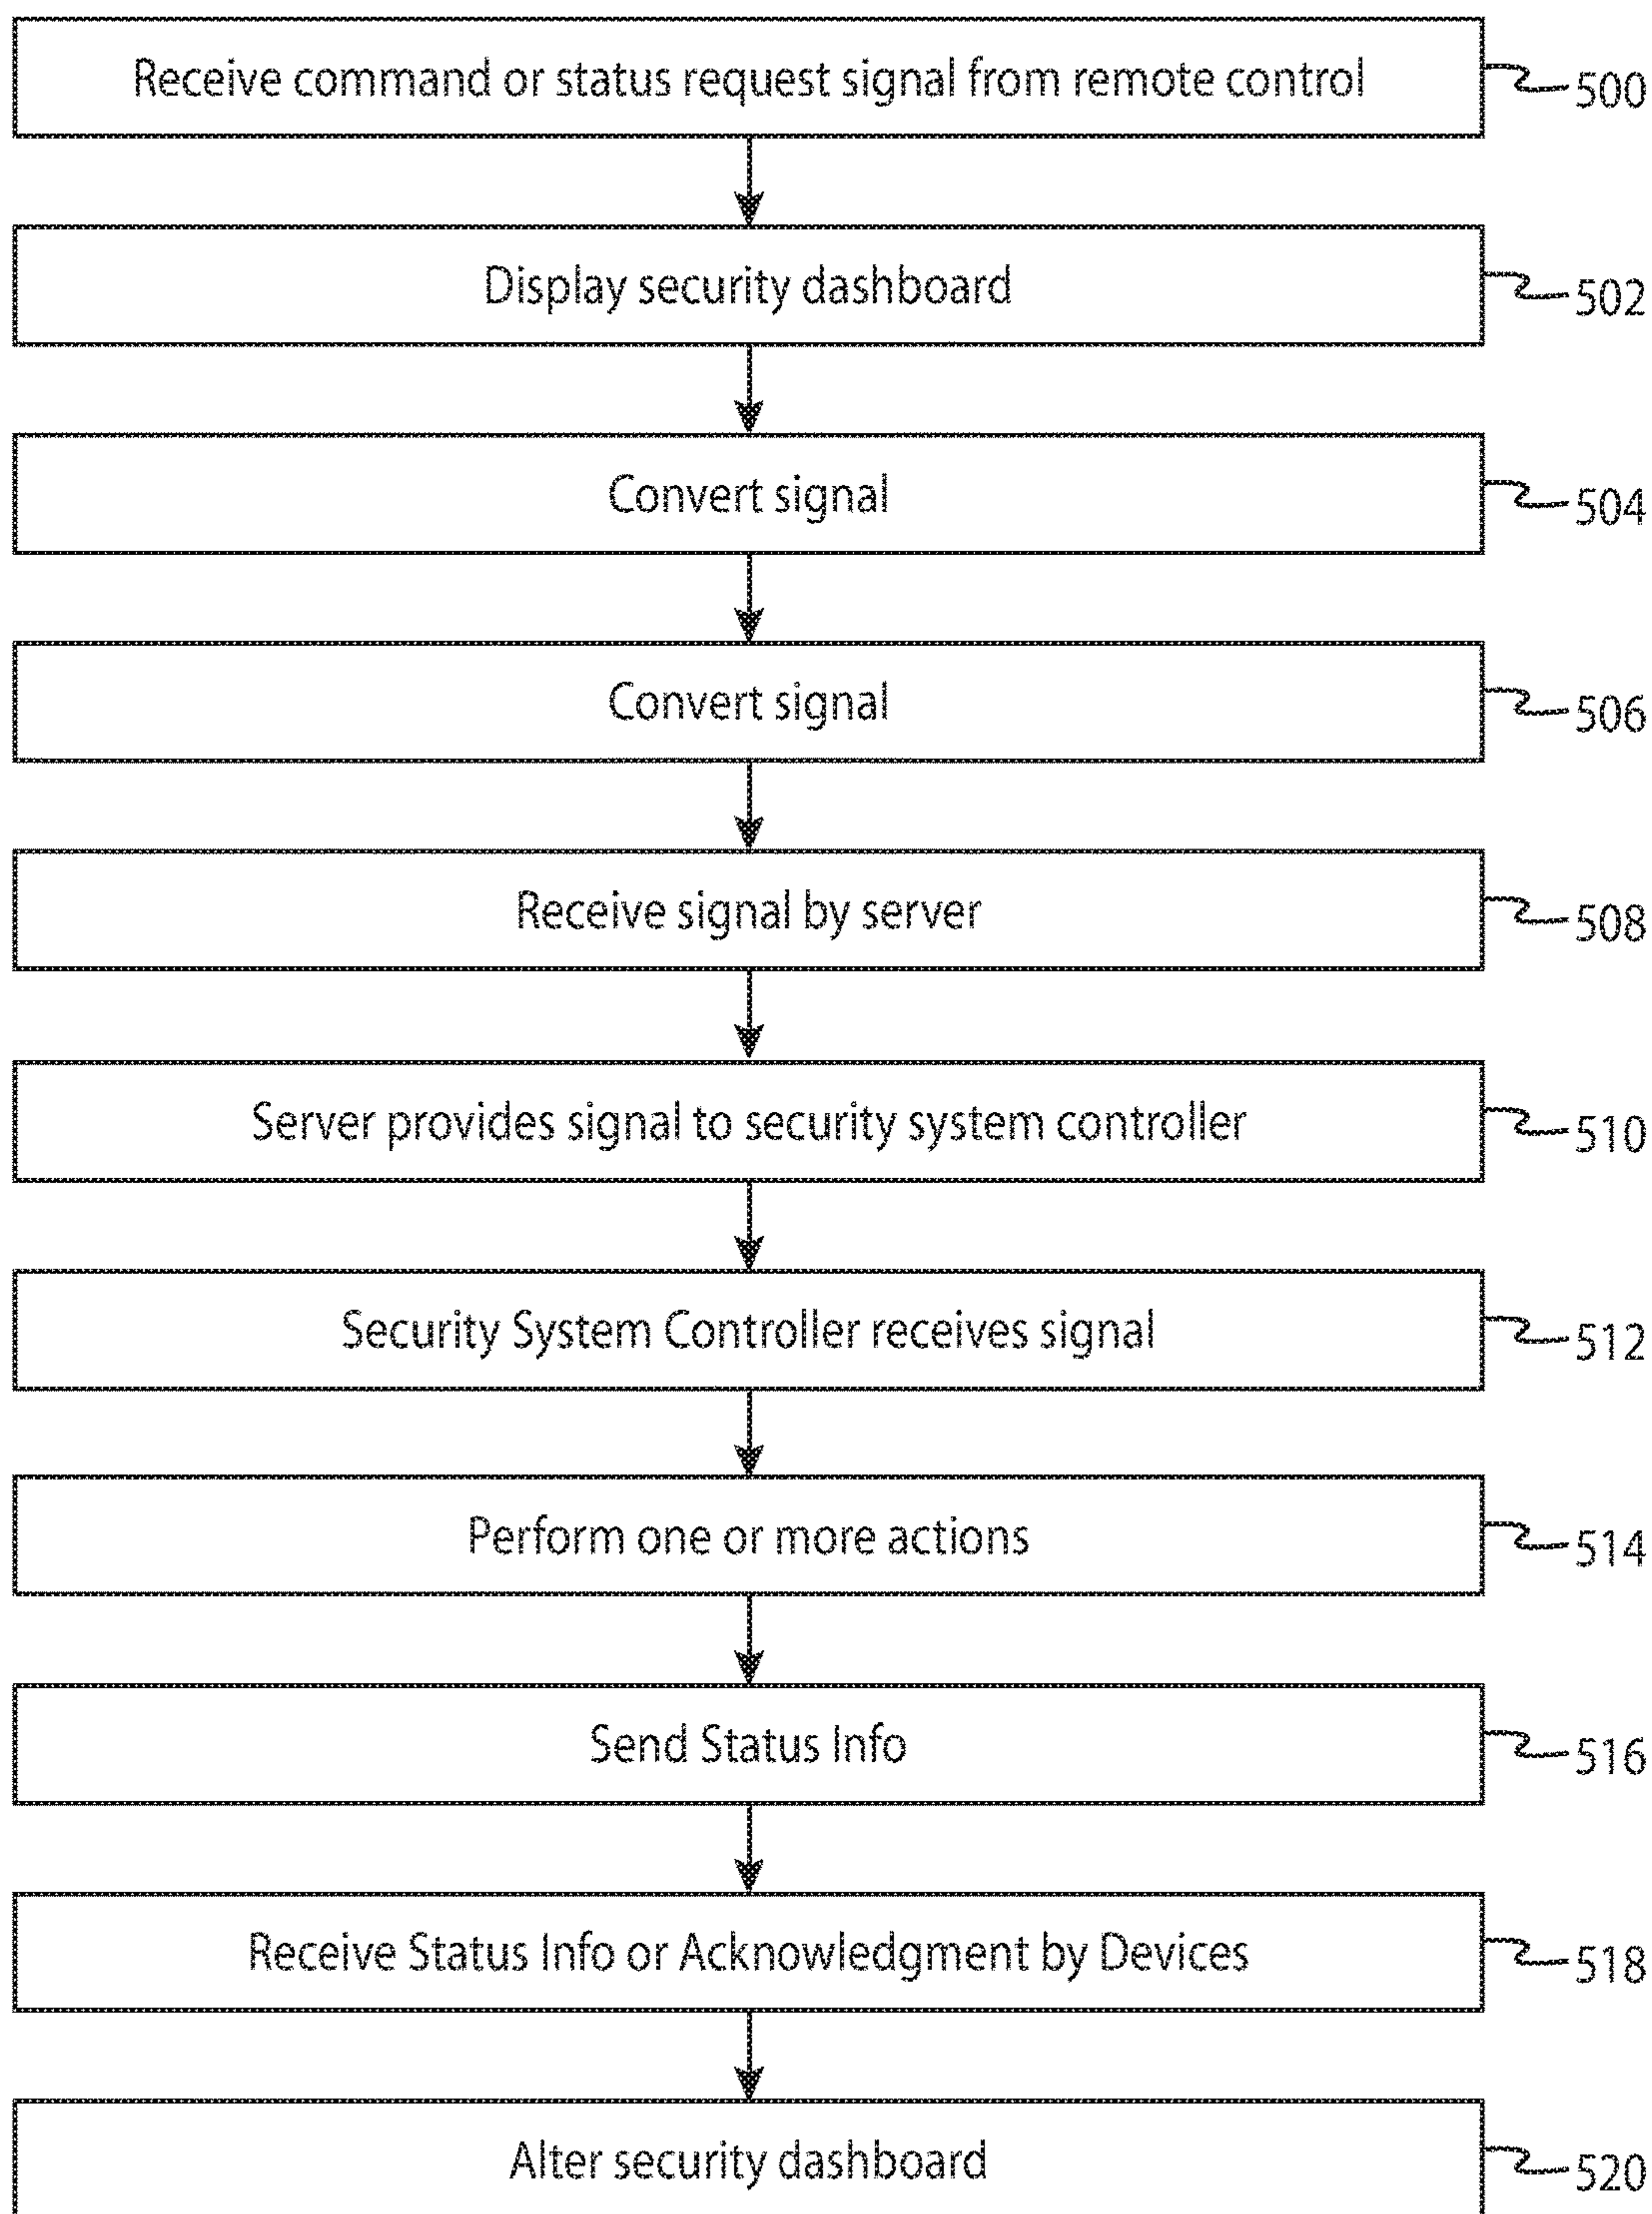 Receive command or status request signal from remote control
500
Display security dashboard
502
Convert signal
504
Convert signal
506
Receive signal by server
508
Server provides signal to security system controller
510
Security System Controller receives signal
512
Perform one or more actions
514
Send Status Info
516
Receive Status Info or Acknowledgment by Devices
518
Alter security dashboard
520